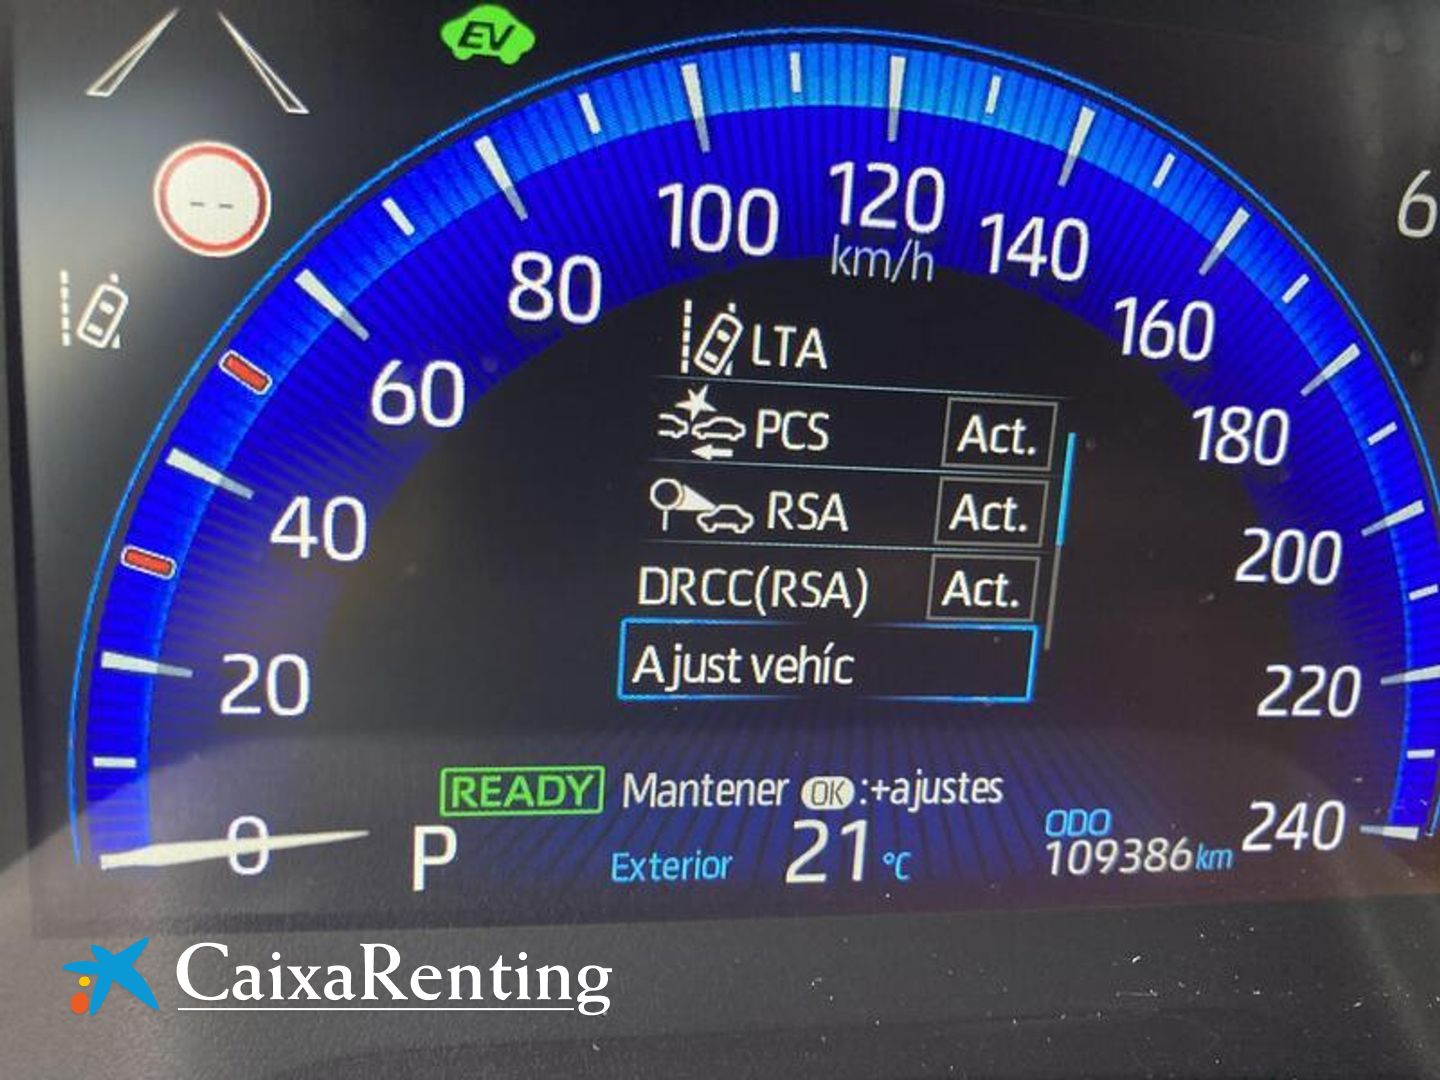 EV
- -
6
0
20
40
60
80
100
120
km/h
140
160
180
200
220
240
LTA
PCS Act.
RSA Act.
DRCC(RSA) Act.
Ajust vehíc
READY Mantener OK:+ajustes
P Exterior 21 °C
ODO
109386 km
CaixaRenting